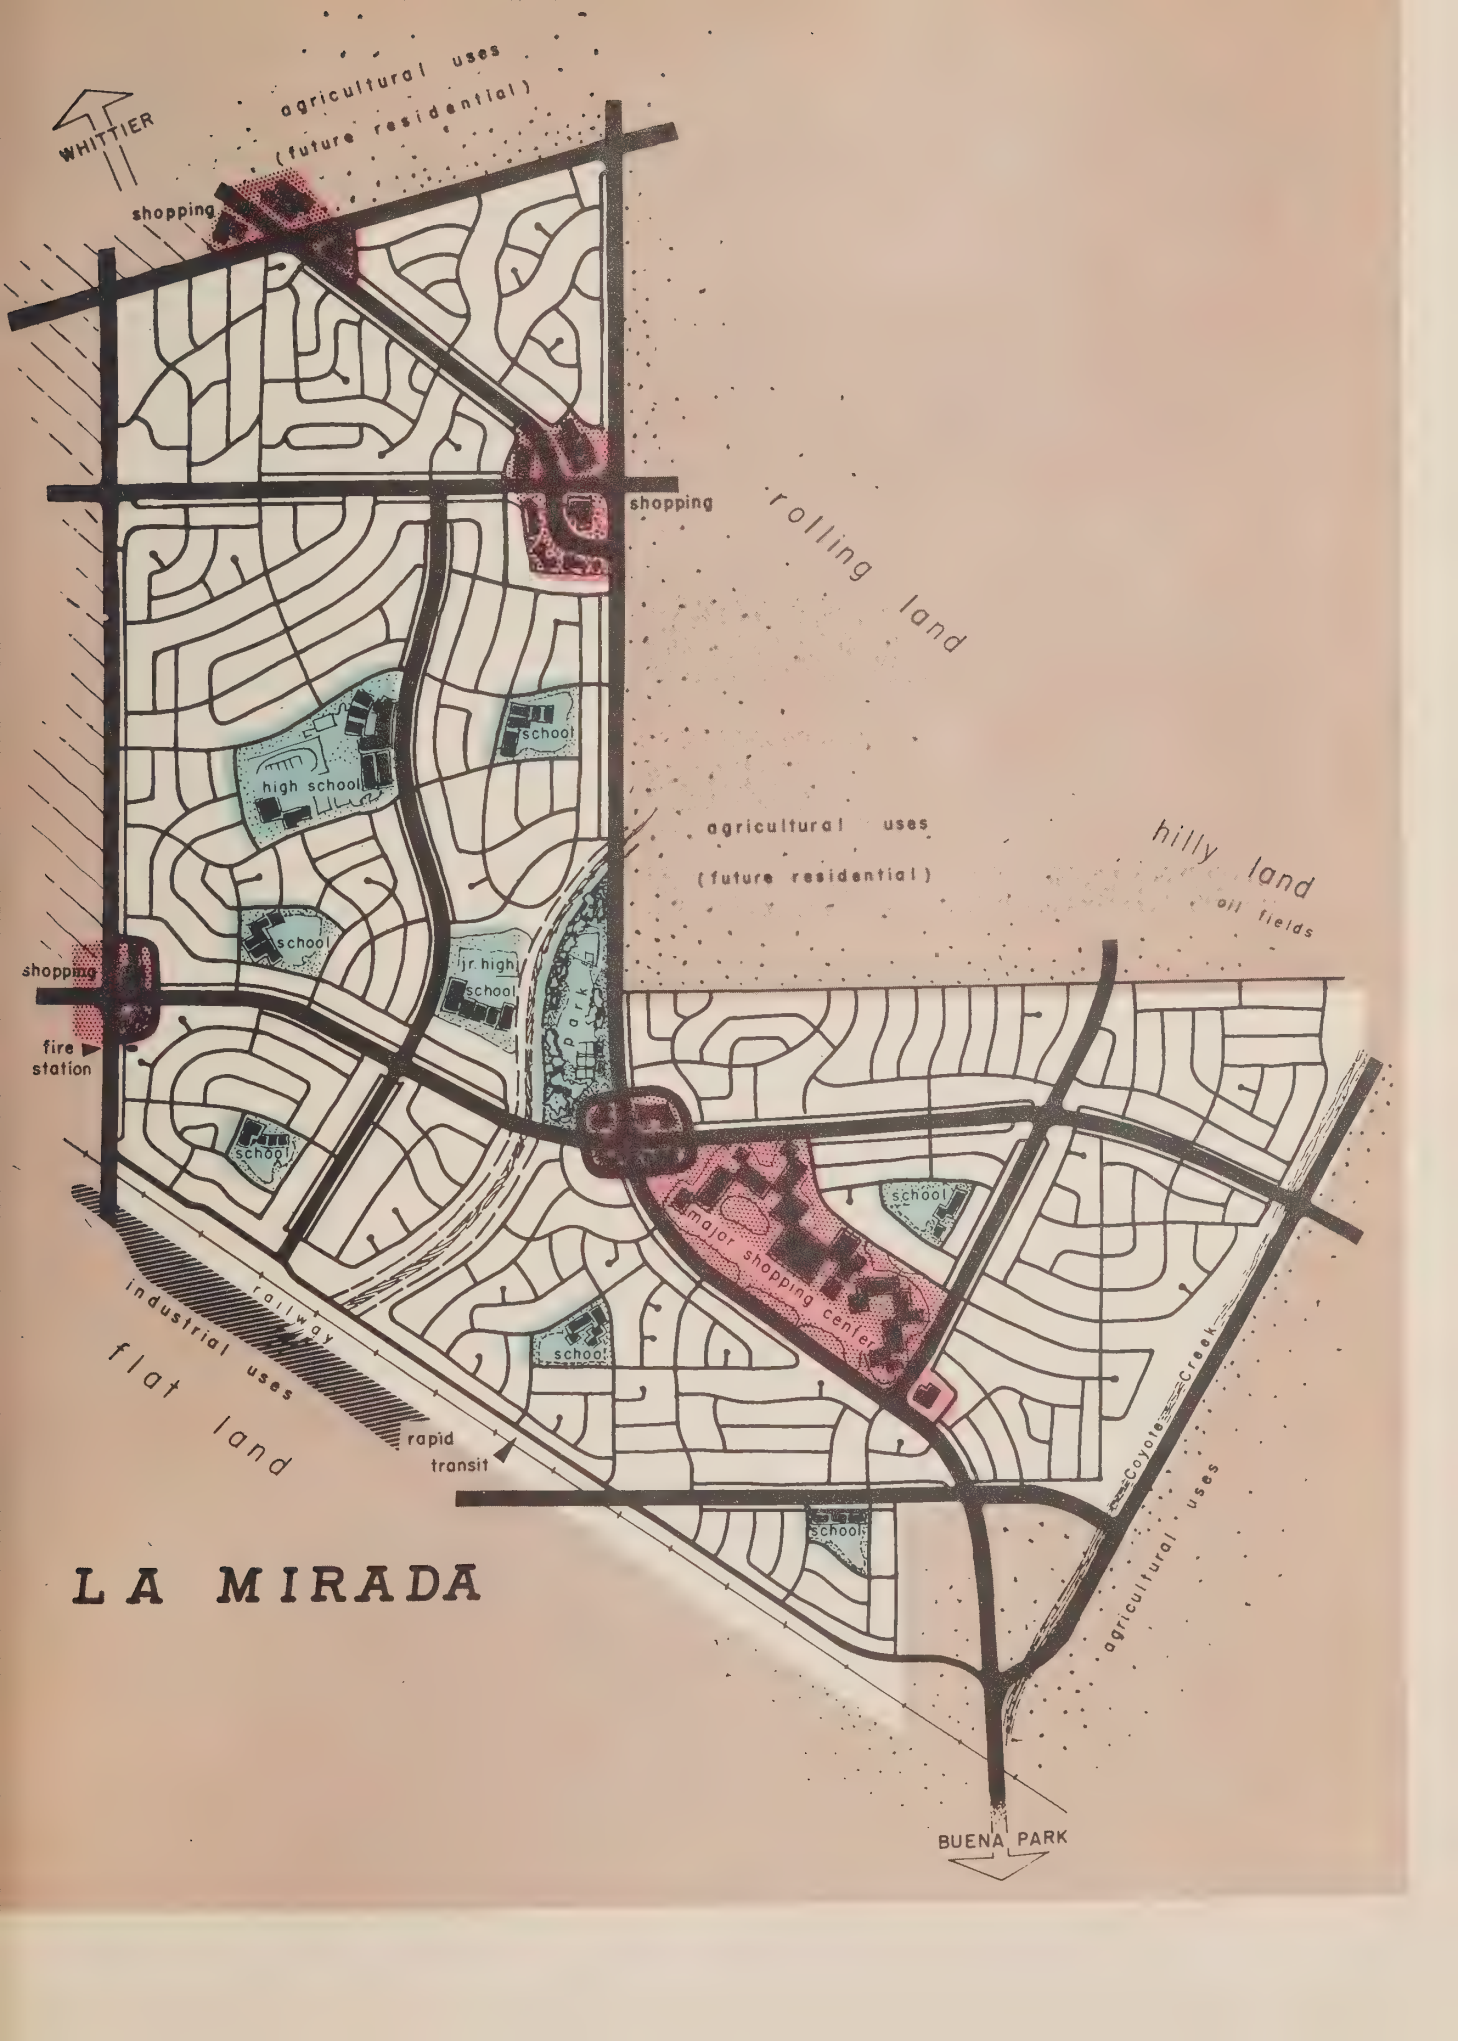 agricultural uses
(future residential)
WHITTIER
shopping
shopping
rolling land
school
high school
agricultural uses
(future residential)
hilly land
oil fields
school
jr. high
school
shopping
park
fire
station
school
school
major shopping center
railway
industrial uses
flat land
school
Coyote Creek
rapid
transit
agricultural uses
school
LA MIRADA
BUENA PARK